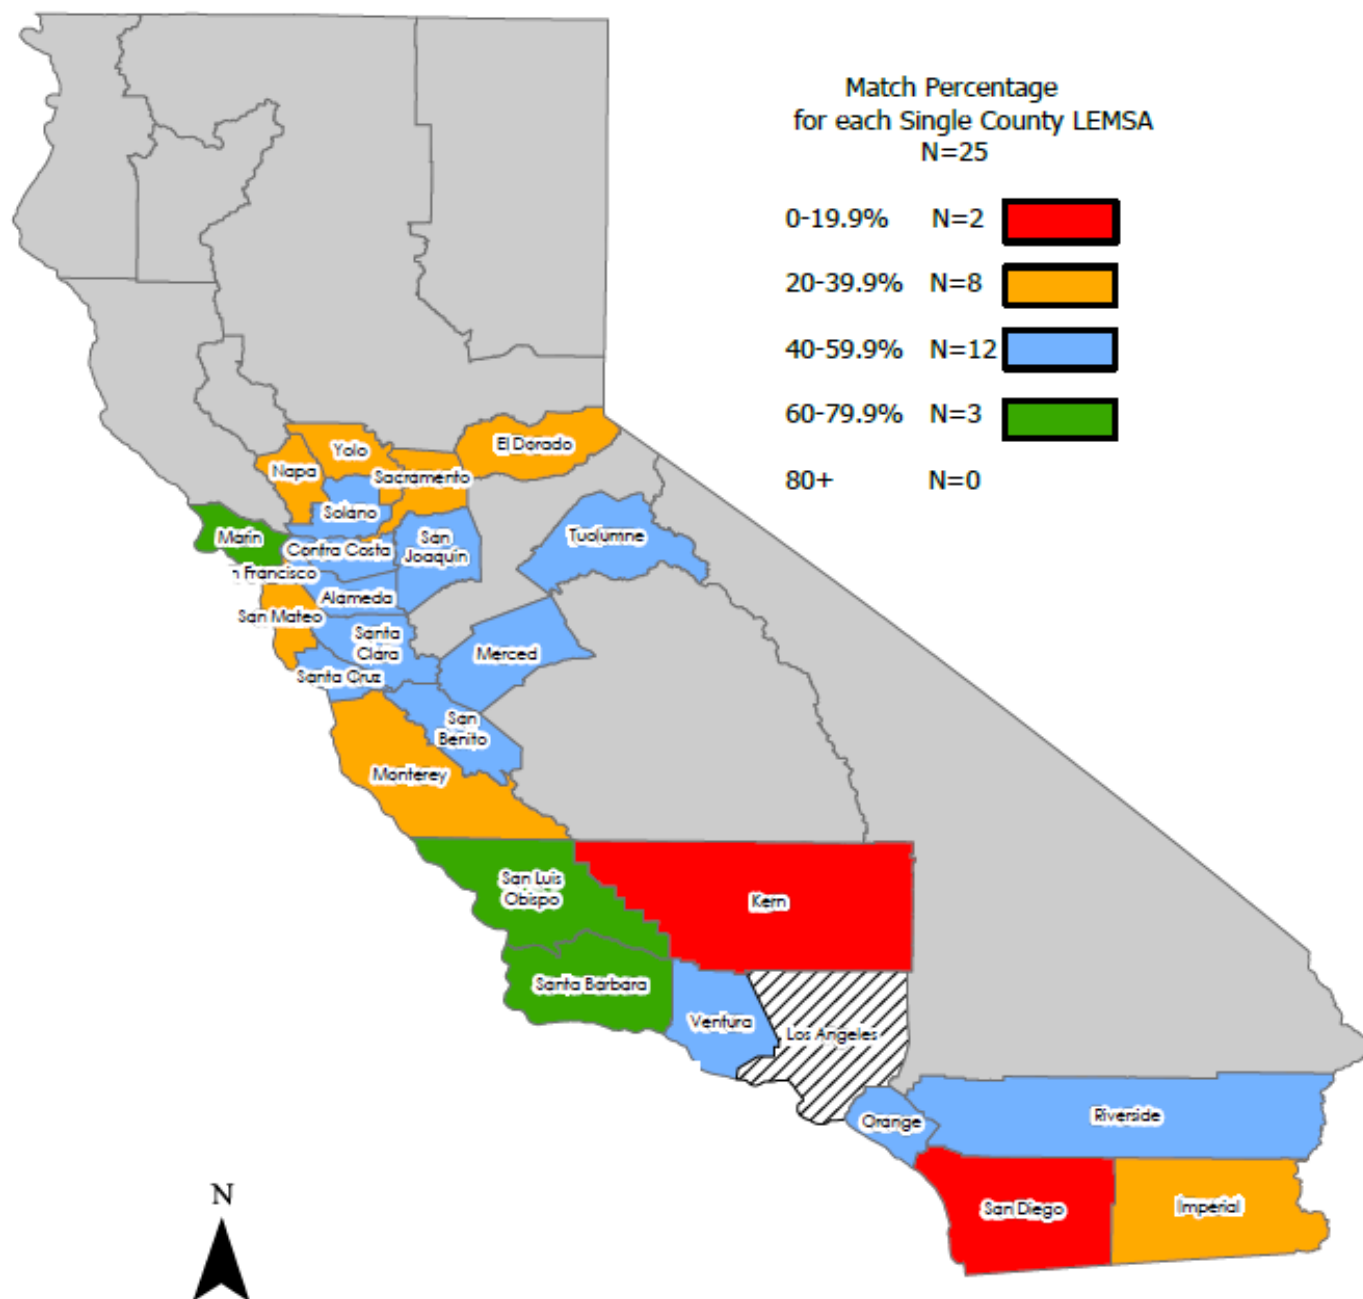 Match Percentage
for each Single County LEMSA
N=25
0-19.9% N=2
20-39.9% N=8
40-59.9% N=12
60-79.9% N=3
80+ N=0
El Dorado
Yolo
Napa
Sacramento
Solano
Marin
Contra Costa
San
Joaquin
Tuolumne
n Francisco
Alameda
San Mateo
Santa
Clara
Merced
Santa Cruz
San
Benito
Monterey
San Luis
Obispo
Kern
Santa Barbara
Ventura
Los Angeles
Orange
Riverside
San Diego
Imperial
N